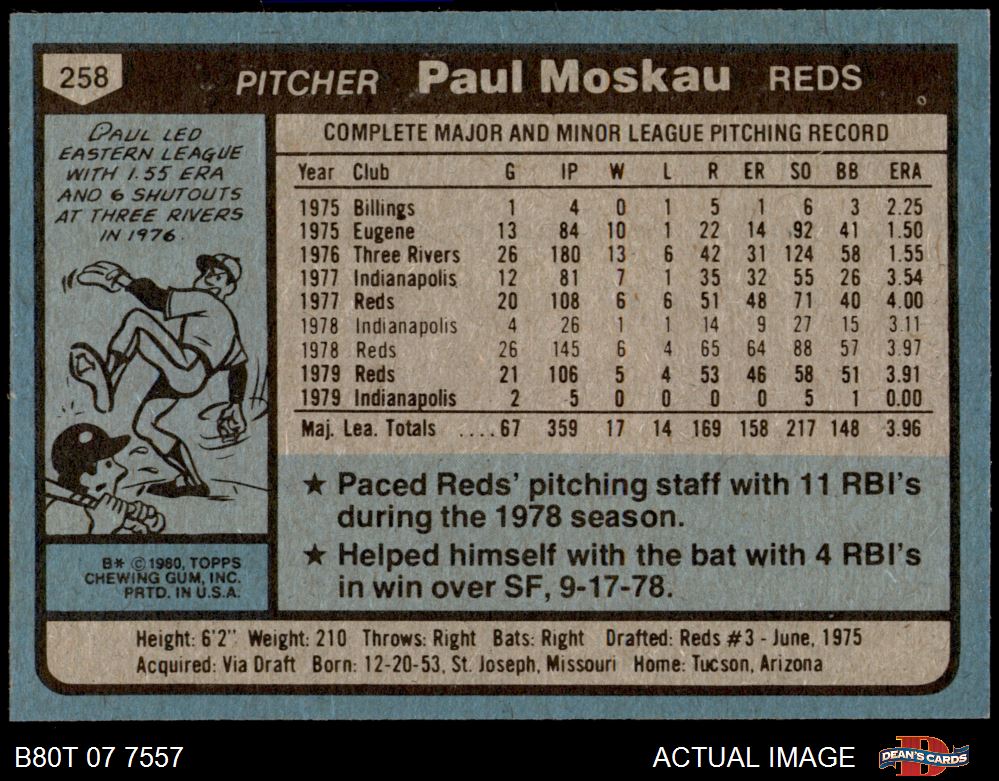 258 PITCHER Paul Moskau REDS
PAUL LED
EASTERN LEAGUE
WITH 1.55 ERA
AND 6 SHUTOUTS
AT THREE RIVERS
IN 1976.
B* ©1980, TOPPS
CHEWING GUM, INC.
PRTD. IN U.S.A.
COMPLETE MAJOR AND MINOR LEAGUE PITCHING RECORD
Year Club G IP W L R ER SO BB ERA
1975 Billings 1 4 0 1 5 1 6 3 2.25
1975 Eugene 13 84 10 1 22 14 92 41 1.50
1976 Three Rivers 26 180 13 6 42 31 124 58 1.55
1977 Indianapolis 12 81 7 1 35 32 55 26 3.54
1977 Reds 20 108 6 6 51 48 71 40 4.00
1978 Indianapolis 4 26 1 1 14 9 27 15 3.11
1978 Reds 26 145 6 4 65 64 88 57 3.97
1979 Reds 21 106 5 4 53 46 58 51 3.91
1979 Indianapolis 2 5 0 0 0 0 5 1 0.00
Maj. Lea. Totals ....67 359 17 14 169 158 217 148 3.96
★ Paced Reds' pitching staff with 11 RBI's
during the 1978 season.
★ Helped himself with the bat with 4 RBI's
in win over SF, 9-17-78.
Height: 6'2" Weight: 210 Throws: Right Bats: Right Drafted: Reds #3 - June, 1975
Acquired: Via Draft Born: 12-20-53, St. Joseph, Missouri Home: Tucson, Arizona
B80T 07 7557 ACTUAL IMAGE DEAN'S CARDS